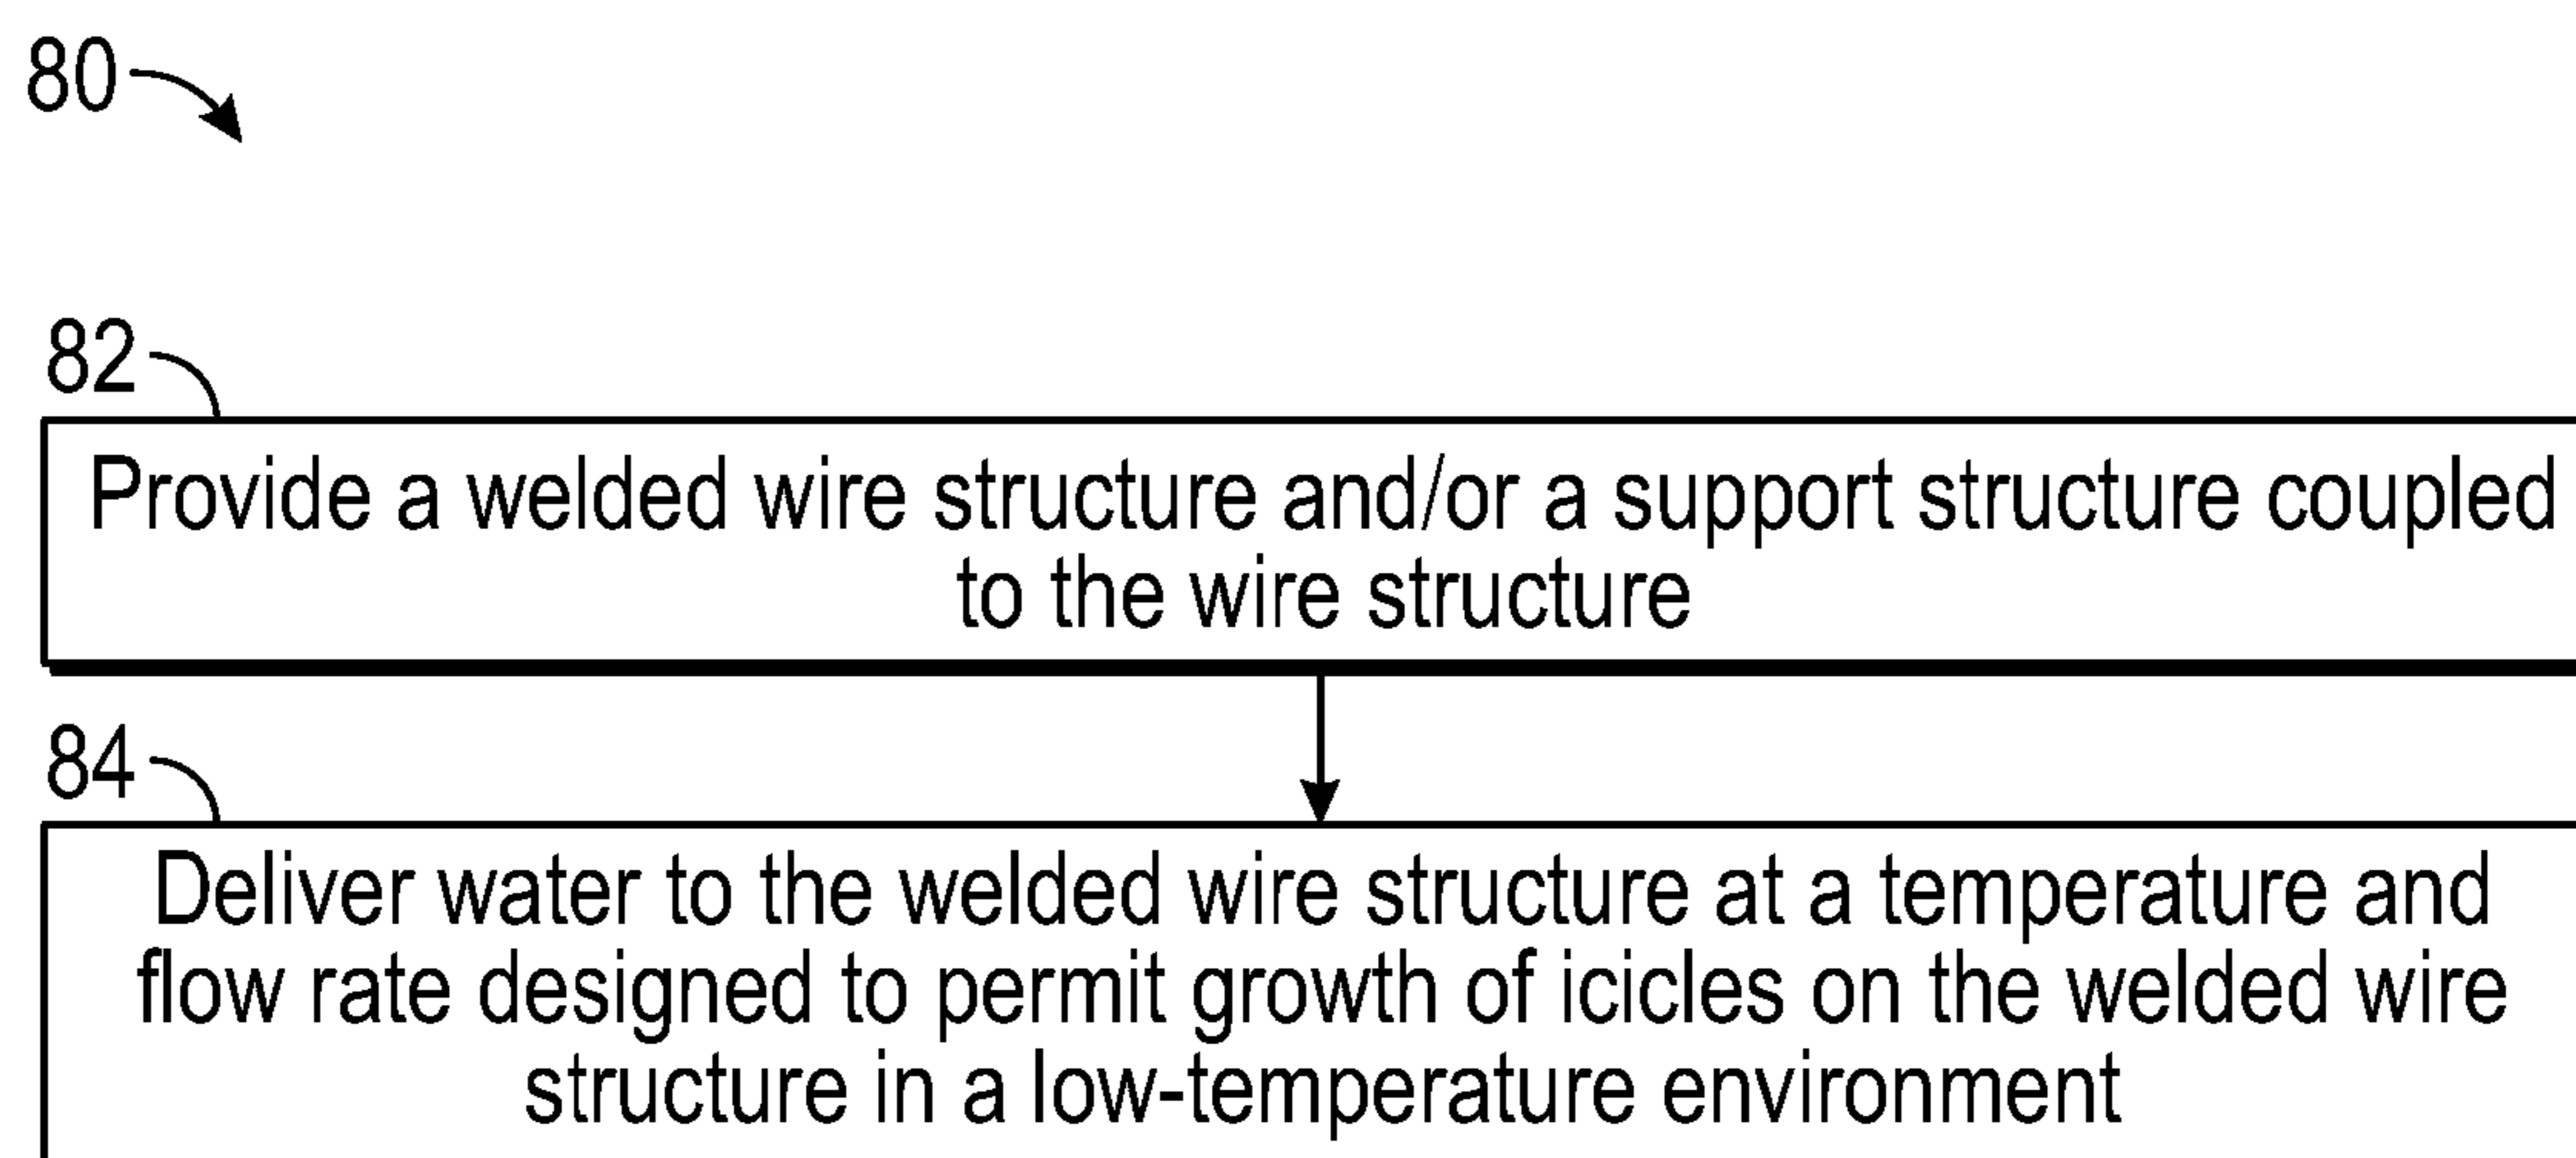 80
82
Provide a welded wire structure and/or a support structure coupled
to the wire structure
84
Deliver water to the welded wire structure at a temperature and
flow rate designed to permit growth of icicles on the welded wire
structure in a low-temperature environment